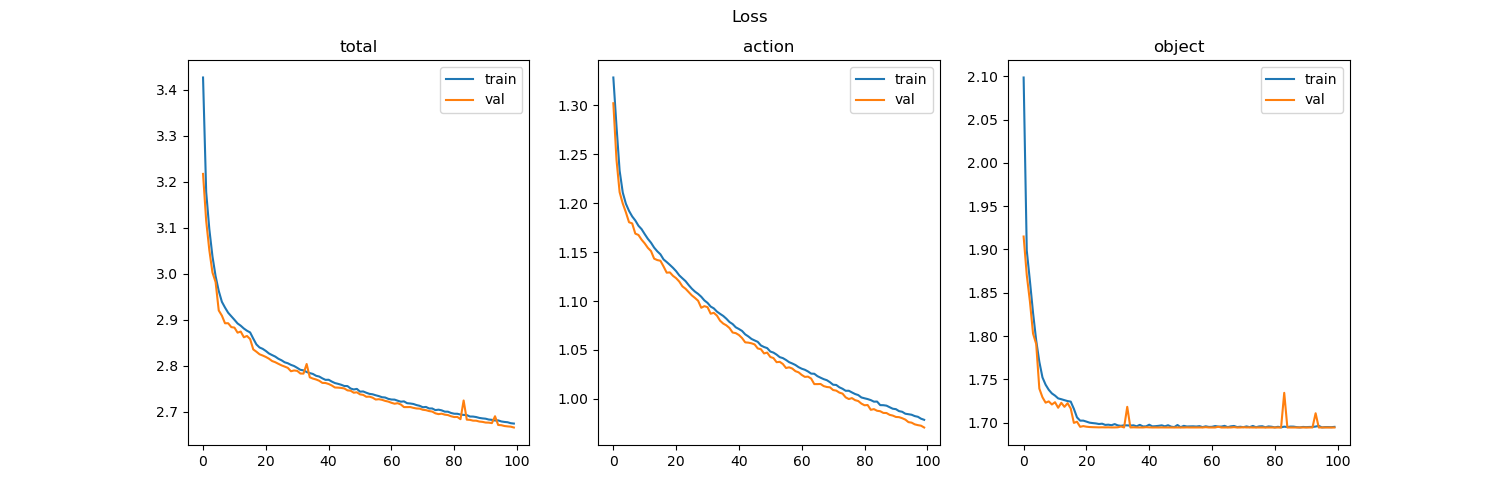 Loss
total
train
val
3.4
3.3
3.2
3.1
3.0
2.9
2.8
2.7
0 20 40 60 80 100
action
train
val
1.30
1.25
1.20
1.15
1.10
1.05
1.00
0 20 40 60 80 100
object
train
val
2.10
2.05
2.00
1.95
1.90
1.85
1.80
1.75
1.70
0 20 40 60 80 100